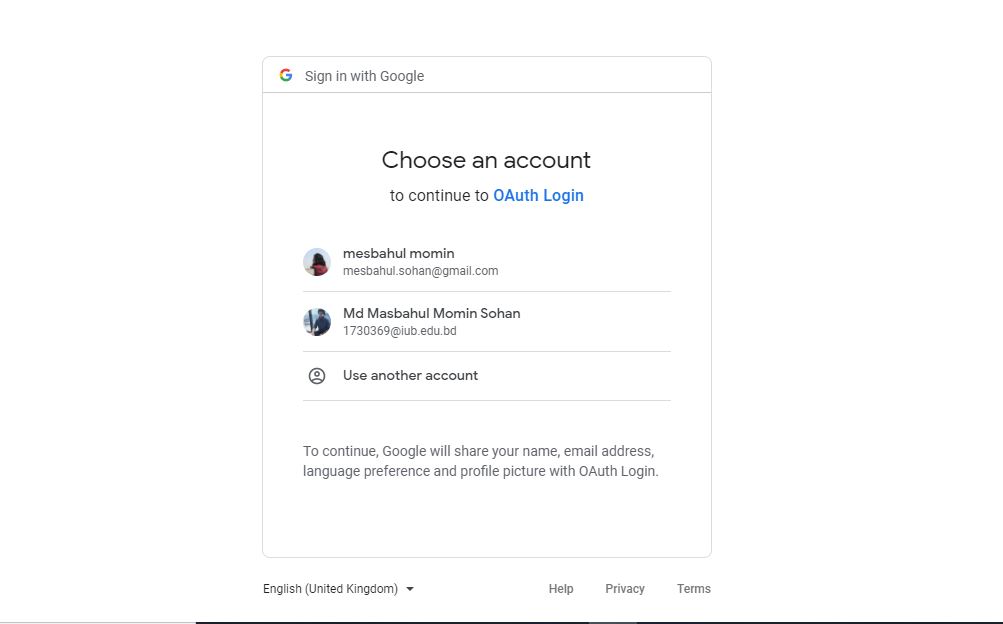 Sign in with Google
Choose an account
to continue to OAuth Login
mesbahul momin
mesbahul.sohan@gmail.com
Md Masbahul Momin Sohan
1730369@iub.edu.bd
Use another account
To continue, Google will share your name, email address,
language preference and profile picture with OAuth Login.
English (United Kingdom)
Help
Privacy
Terms